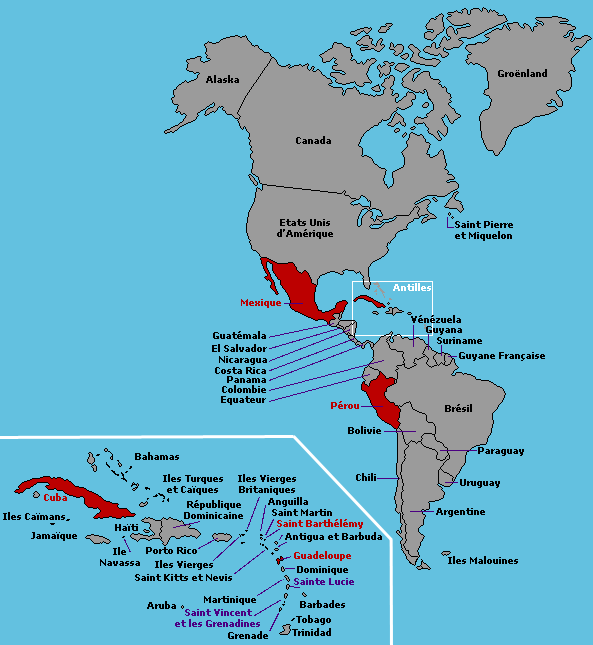 Alaska
Groënland
Canada
Etats Unis
d'Amérique
Saint Pierre
et Miquelon
Antilles
Mexique
Vénézuela
Guyana
Suriname
Guyane Française
Guatémala
El Salvador
Nicaragua
Costa Rica
Panama
Colombie
Equateur
Pérou
Brésil
Bolivie
Paraguay
Chili
Uruguay
Argentine
Iles Malouines
Bahamas
Iles Turques
et Caïques
Iles Vierges
Britaniques
Anguilla
Saint Martin
Saint Barthélémy
Cuba
République
Dominicaine
Iles Caïmans
Haïti
Antigua et Barbuda
Jamaïque
Ile
Navassa
Porto Rico
Iles Vierges
Saint Kitts et Nevis
Guadeloupe
Dominique
Sainte Lucie
Martinique
Aruba
Barbades
Saint Vincent
et les Grenadines
Tobago
Grenade
Trinidad